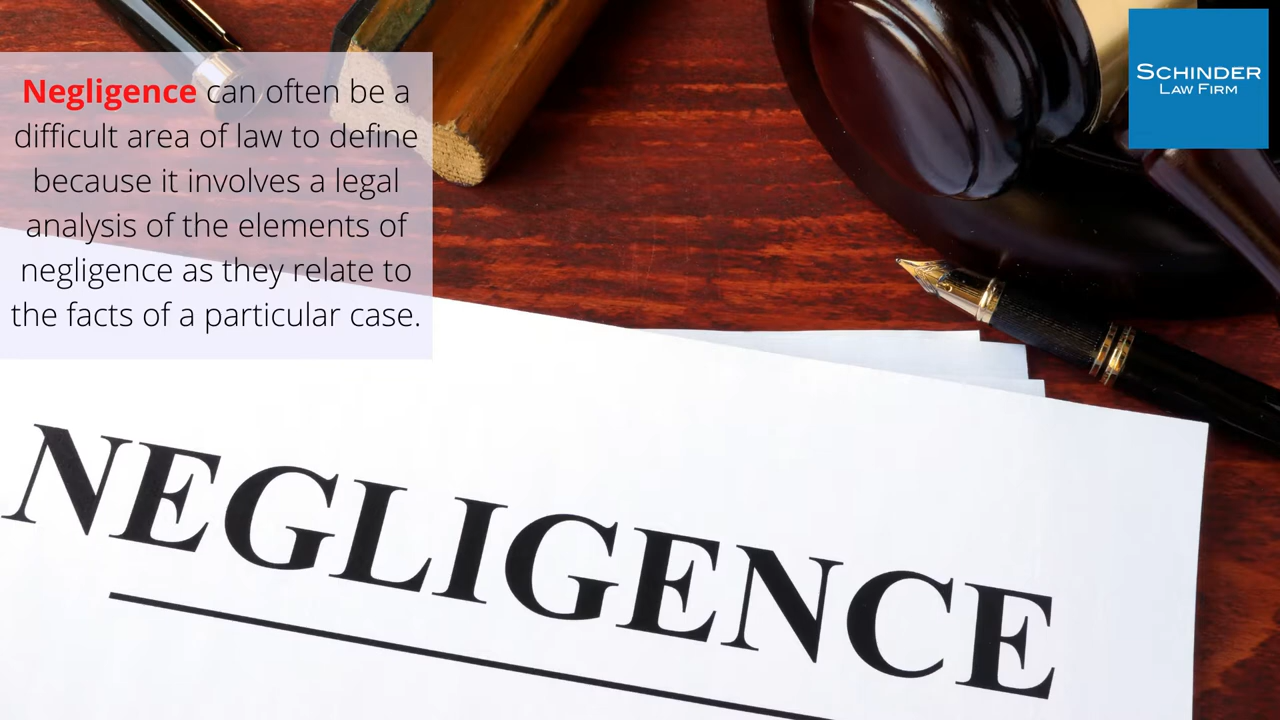 Negligence can often be a
difficult area of law to define
because it involves a legal
analysis of the elements of
negligence as they relate to
the facts of a particular case.
SCHINDER
LAW FIRM
NEGLIGENCE